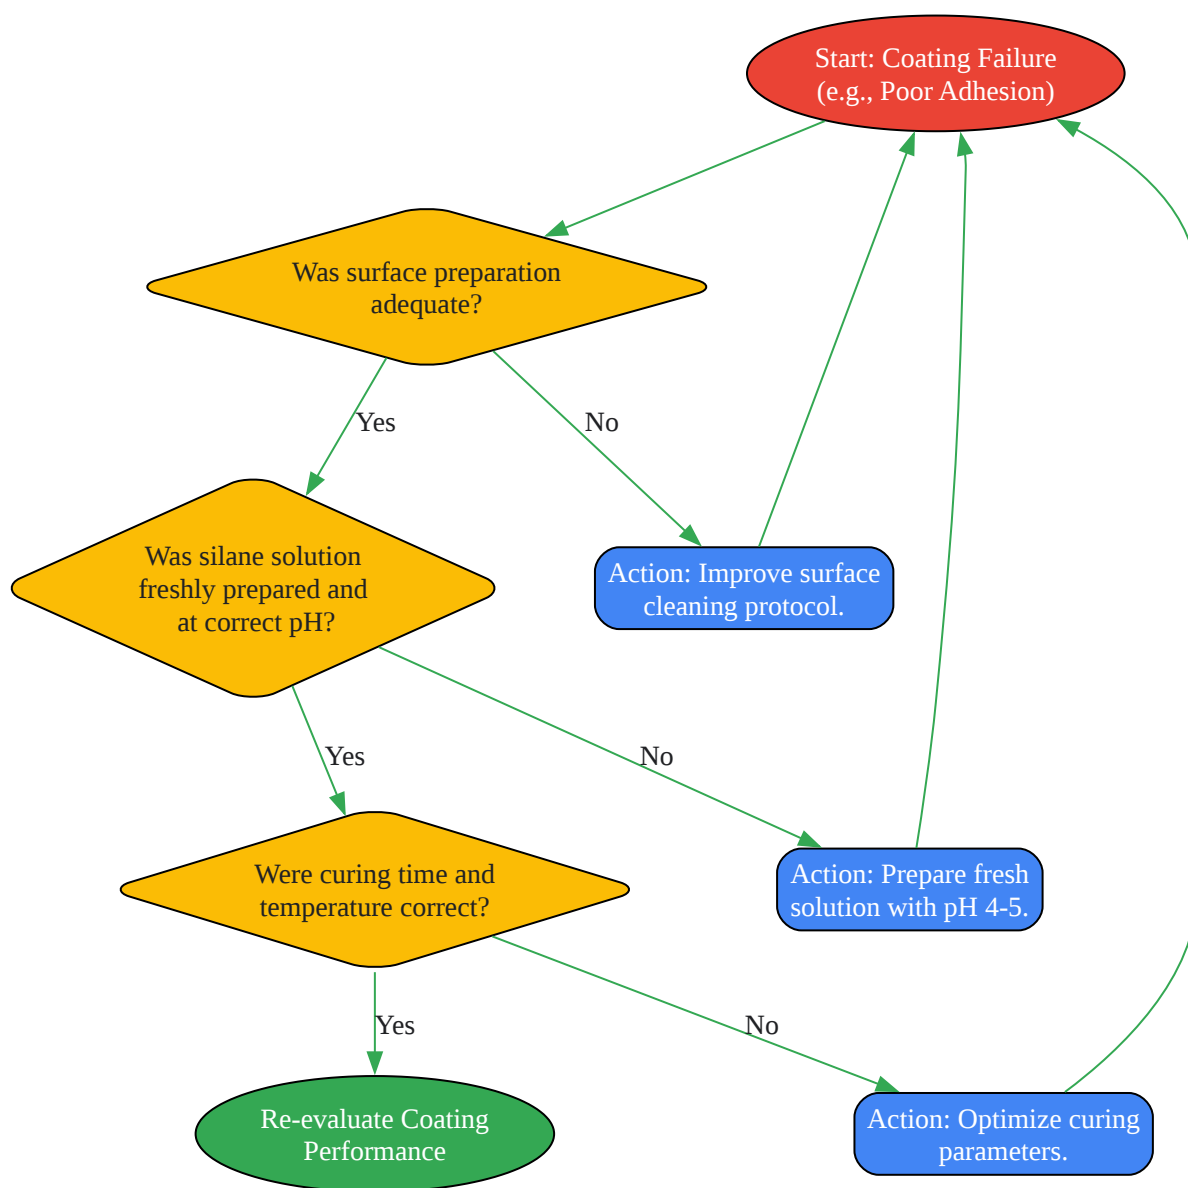 Start: Coating Failure
(e.g., Poor Adhesion)
Was surface preparation
adequate?
Yes
No
Was silane solution
freshly prepared and
at correct pH?
Action: Improve surface
cleaning protocol.
Yes
No
Were curing time and
temperature correct?
Action: Prepare fresh
solution with pH 4-5.
Yes
No
Re-evaluate Coating
Performance
Action: Optimize curing
parameters.